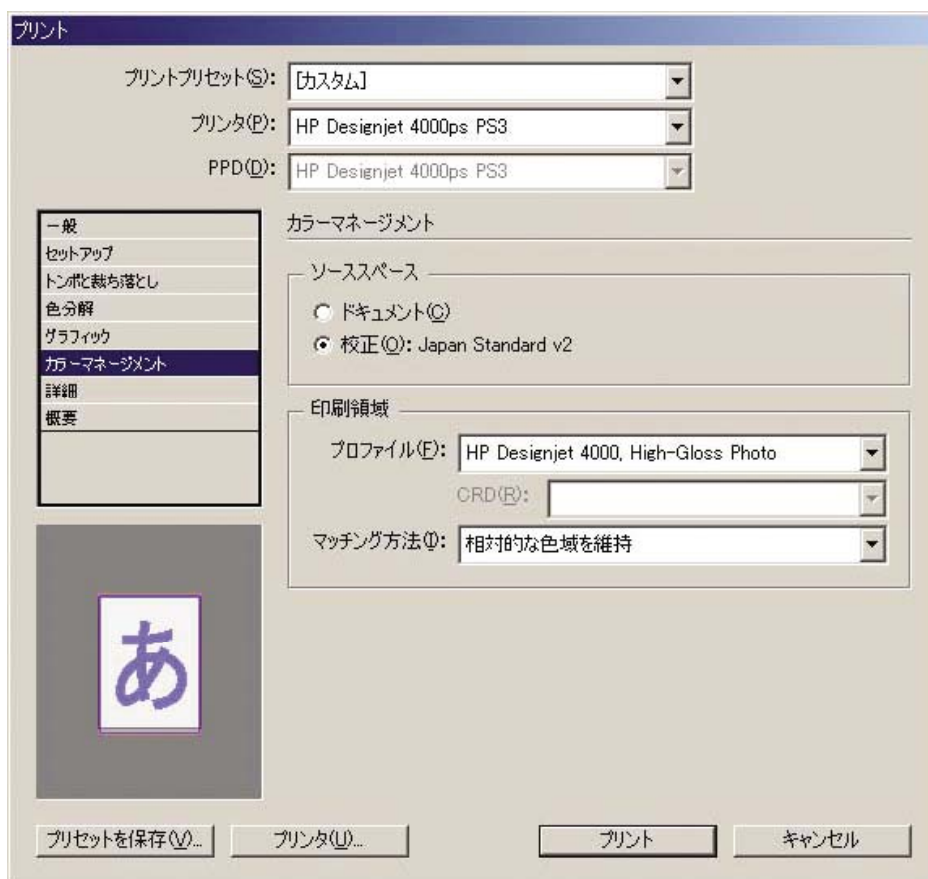 プリント
プリントプリセット(S): [カスタム]
プリンタ(P): HP Designjet 4000ps PS3
PPD(D): HP Designjet 4000ps PS3
一般
セットアップ
トンボと裁ち落とし
色分解
グラフィック
カラーマネージメント
詳細
概要
カラーマネージメント
ソーススペース
ドキュメント(C)
校正(O): Japan Standard v2
印刷領域
プロファイル(F): HP Designjet 4000, High-Gloss Photo
CRD(R):
マッチング方法(I): 相対的な色域を維持
あ
プリセットを保存(V)... プリンタ(U)... プリント キャンセル